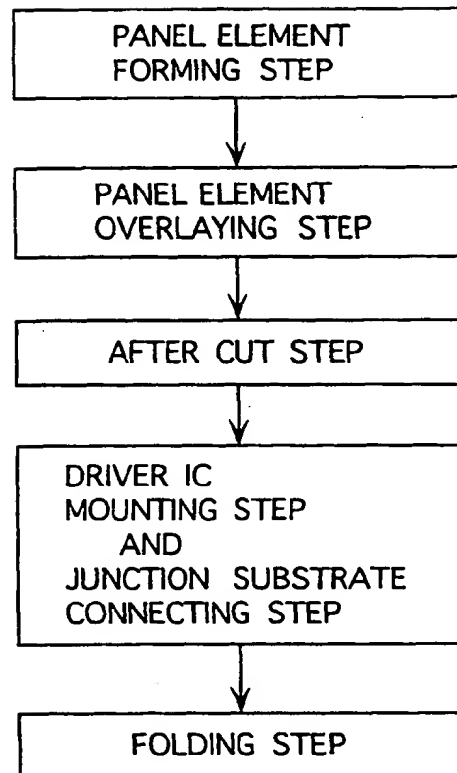 PANEL ELEMENT
FORMING STEP
PANEL ELEMENT
OVERLAYING STEP
AFTER CUT STEP
DRIVER IC
MOUNTING STEP
AND
JUNCTION SUBSTRATE
CONNECTING STEP
FOLDING STEP